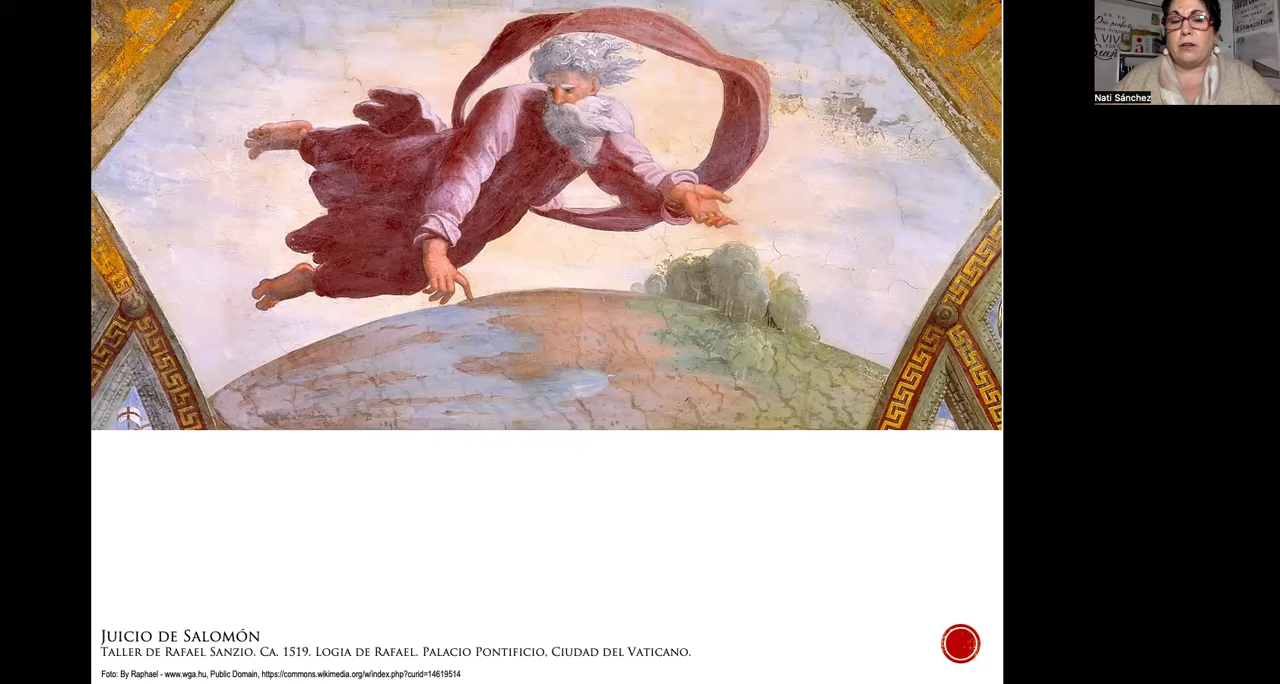 Nati Sánchez
JUICIO DE SALOMÓN
TALLER DE RAFAEL SANZIO. CA. 1519. LOGIA DE RAFAEL. PALACIO PONTIFICIO, CIUDAD DEL VATICANO.
Foto: By Raphael - www.wga.hu, Public Domain, https://commons.wikimedia.org/w/index.php?curid=14619514